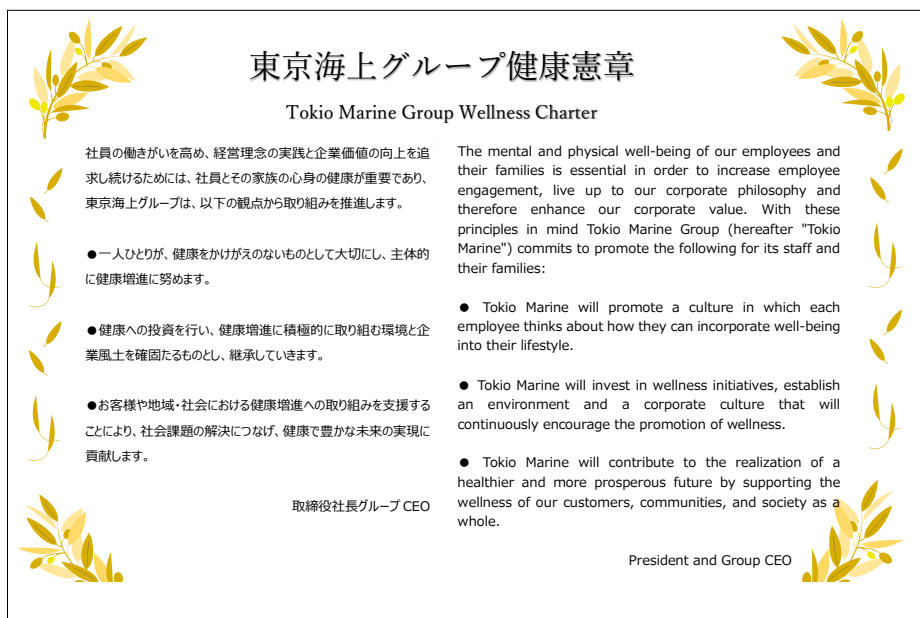 東京海上グループ健康憲章
Tokio Marine Group Wellness Charter
社員の働きがいを高め、経営理念の実践と企業価値の向上を追
求し続けるためには、社員とその家族の心身の健康が重要であり、
東京海上グループは、以下の観点から取り組みを推進します。
●一人ひとりが、健康をかけがえのないものとして大切にし、主体的
に健康増進に努めます。
●健康への投資を行い、健康増進に積極的に取り組む環境と企
業風土を確固たるものとし、継承していきます。
●お客様や地域・社会における健康増進への取り組みを支援する
ことにより、社会課題の解決につなげ、健康で豊かな未来の実現に
貢献します。
取締役社長グループ CEO
The mental and physical well-being of our employees and
their families is essential in order to increase employee
engagement, live up to our corporate philosophy and
therefore enhance our corporate value. With these
principles in mind Tokio Marine Group (hereafter "Tokio
Marine") commits to promote the following for its staff and
their families:
● Tokio Marine will promote a culture in which each
employee thinks about how they can incorporate well-being
into their lifestyle.
● Tokio Marine will invest in wellness initiatives, establish
an environment and a corporate culture that will
continuously encourage the promotion of wellness.
● Tokio Marine will contribute to the realization of a
healthier and more prosperous future by supporting the
wellness of our customers, communities, and society as a
whole.
President and Group CEO